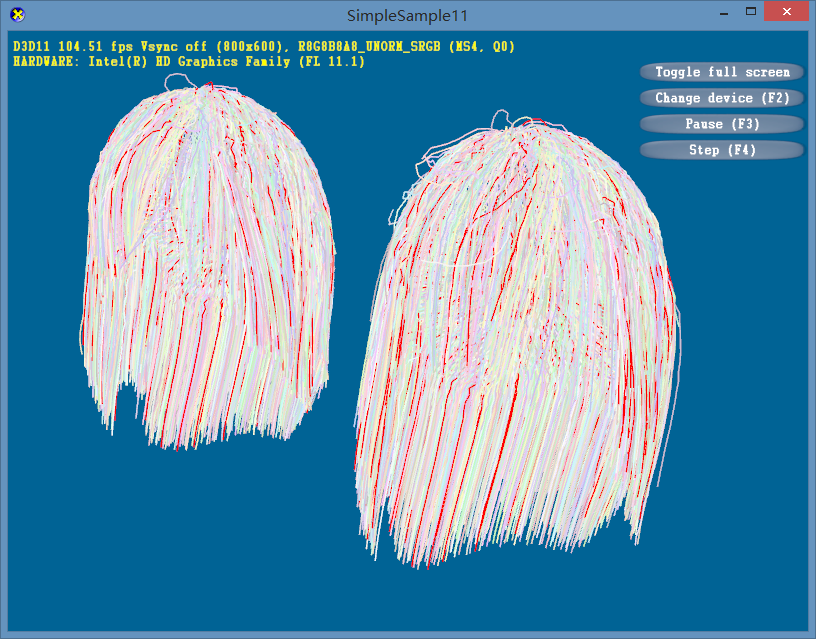 SimpleSample11
D3D11 104.51 fps Vsync off (800x600), R8G8B8A8_UNORM_SRGB (MS4, Q0)
HARDWARE: Intel(R) HD Graphics Family (FL 11.1)
Toggle full screen
Change device (F2)
Pause (F3)
Step (F4)